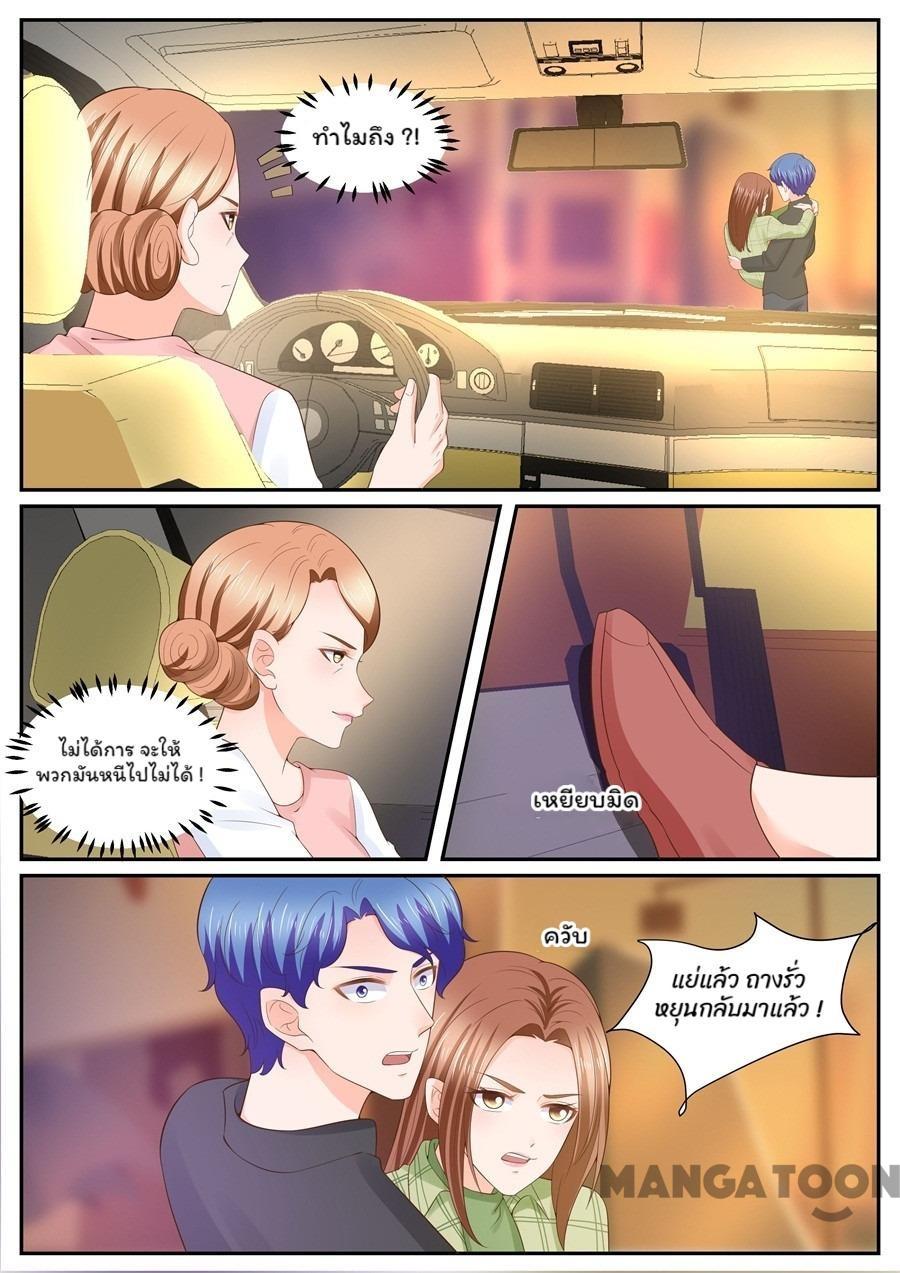 ทำไมถึง ?!
ไม่ได้การ จะให้
พวกมันหนีไปไม่ได้ !
เหยียบมิด
ควับ
แย่แล้ว ถางรั่ว
หยุนกลับมาแล้ว !
MANGATOON